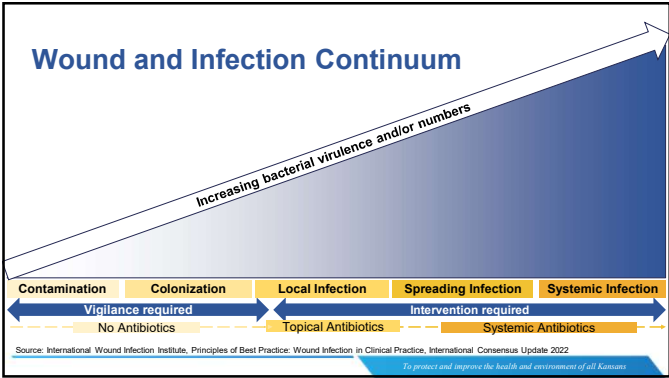 Wound and Infection Continuum
Increasing bacterial virulence and/or numbers
Contamination Colonization Local Infection Spreading Infection Systemic Infection
Vigilance required Intervention required
No Antibiotics Topical Antibiotics Systemic Antibiotics
Source: International Wound Infection Institute, Principles of Best Practice: Wound Infection in Clinical Practice, International Consensus Update 2022
To protect and improve the health and environment of all Kansans